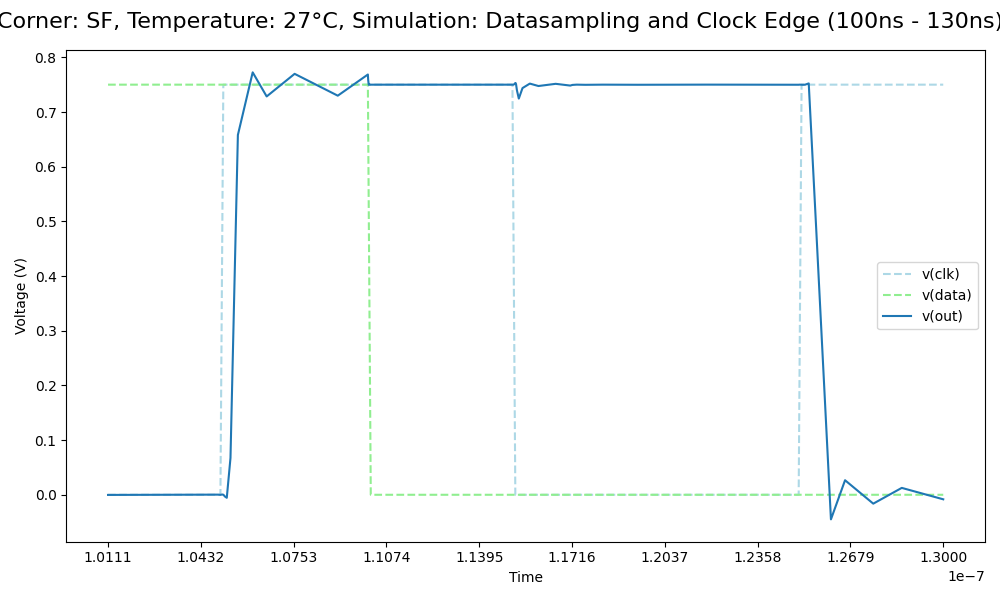 Corner: SF, Temperature: 27°C, Simulation: Datasampling and Clock Edge (100ns - 130ns)
0.8
0.7
0.6
0.5
0.4
0.3
0.2
0.1
0.0
Voltage (V)
v(clk)
v(data)
v(out)
1.0111 1.0432 1.0753 1.1074 1.1395 1.1716 1.2037 1.2358 1.2679 1.3000
1e−7
Time